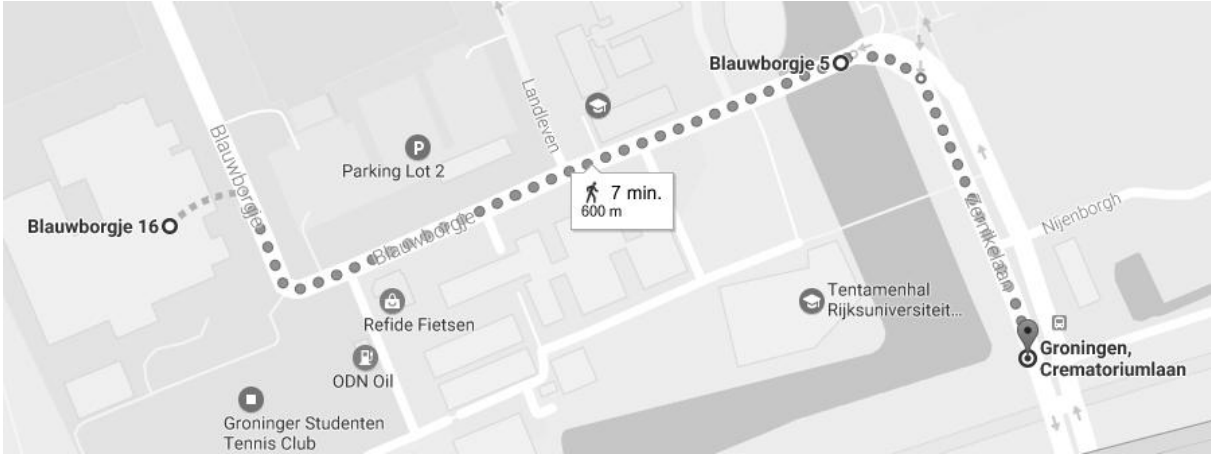 Blauwborgje 5
Landleven
Blauwborgje
Parking Lot 2
7 min.
600 m
Blauwborgje 16
Blauwborgje
Zernikelaan
Nijenborgh
Tentamenhal
Rijksuniversiteit...
Refide Fietsen
ODN Oil
Groningen,
Crematoriumlaan
Groninger Studenten
Tennis Club